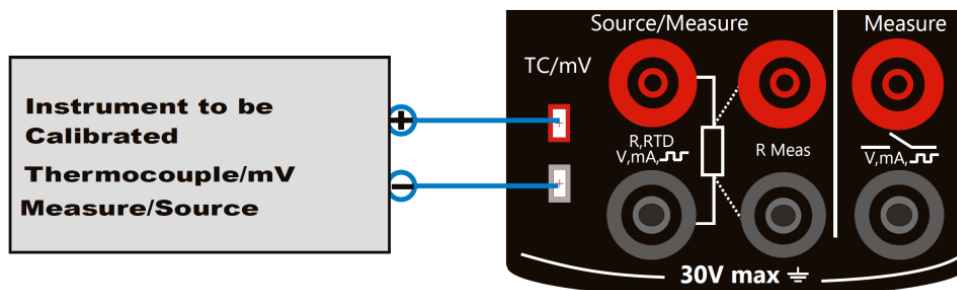 Instrument to be
Calibrated
Thermocouple/mV
Measure/Source
+
−
Source/Measure
Measure
TC/mV
R,RTD
V,mA,
R Meas
V,mA,
30V max